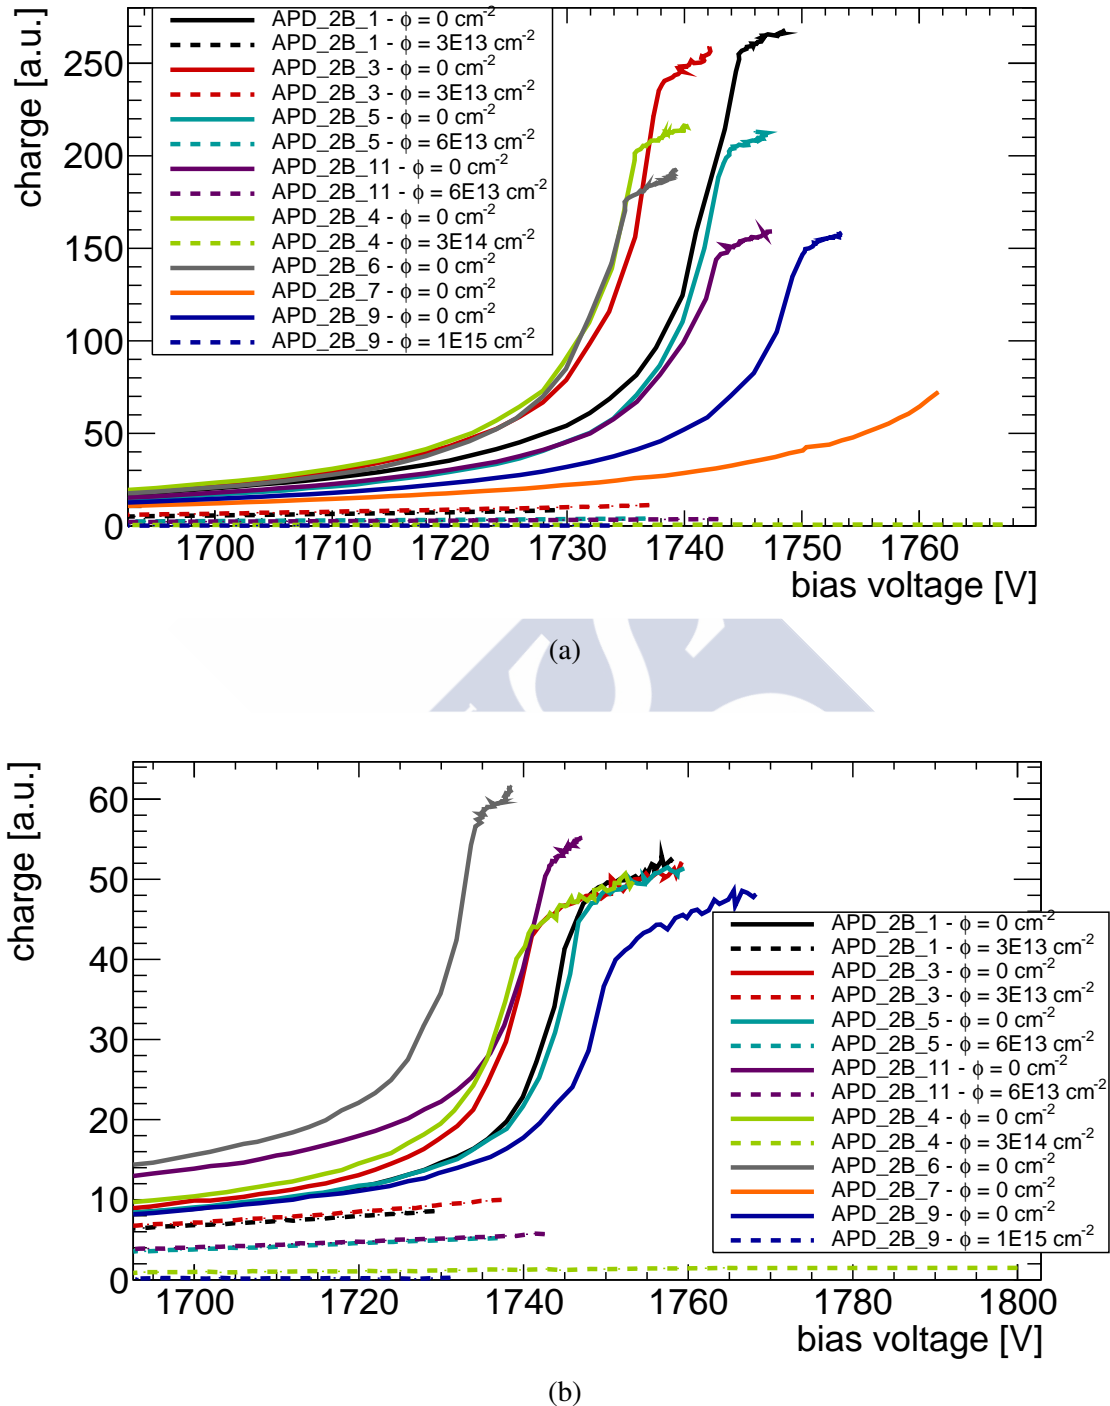 charge [a.u.]
250
200
150
100
50
0
APD_2B_1 - ϕ = 0 cm⁻²
APD_2B_1 - ϕ = 3E13 cm⁻²
APD_2B_3 - ϕ = 0 cm⁻²
APD_2B_3 - ϕ = 3E13 cm⁻²
APD_2B_5 - ϕ = 0 cm⁻²
APD_2B_5 - ϕ = 6E13 cm⁻²
APD_2B_11 - ϕ = 0 cm⁻²
APD_2B_11 - ϕ = 6E13 cm⁻²
APD_2B_4 - ϕ = 0 cm⁻²
APD_2B_4 - ϕ = 3E14 cm⁻²
APD_2B_6 - ϕ = 0 cm⁻²
APD_2B_7 - ϕ = 0 cm⁻²
APD_2B_9 - ϕ = 0 cm⁻²
APD_2B_9 - ϕ = 1E15 cm⁻²
1700 1710 1720 1730 1740 1750 1760
bias voltage [V]
(a)
charge [a.u.]
60
50
40
30
20
10
0
APD_2B_1 - ϕ = 0 cm⁻²
APD_2B_1 - ϕ = 3E13 cm⁻²
APD_2B_3 - ϕ = 0 cm⁻²
APD_2B_3 - ϕ = 3E13 cm⁻²
APD_2B_5 - ϕ = 0 cm⁻²
APD_2B_5 - ϕ = 6E13 cm⁻²
APD_2B_11 - ϕ = 0 cm⁻²
APD_2B_11 - ϕ = 6E13 cm⁻²
APD_2B_4 - ϕ = 0 cm⁻²
APD_2B_4 - ϕ = 3E14 cm⁻²
APD_2B_6 - ϕ = 0 cm⁻²
APD_2B_7 - ϕ = 0 cm⁻²
APD_2B_9 - ϕ = 0 cm⁻²
APD_2B_9 - ϕ = 1E15 cm⁻²
1700 1720 1740 1760 1780 1800
bias voltage [V]
(b)